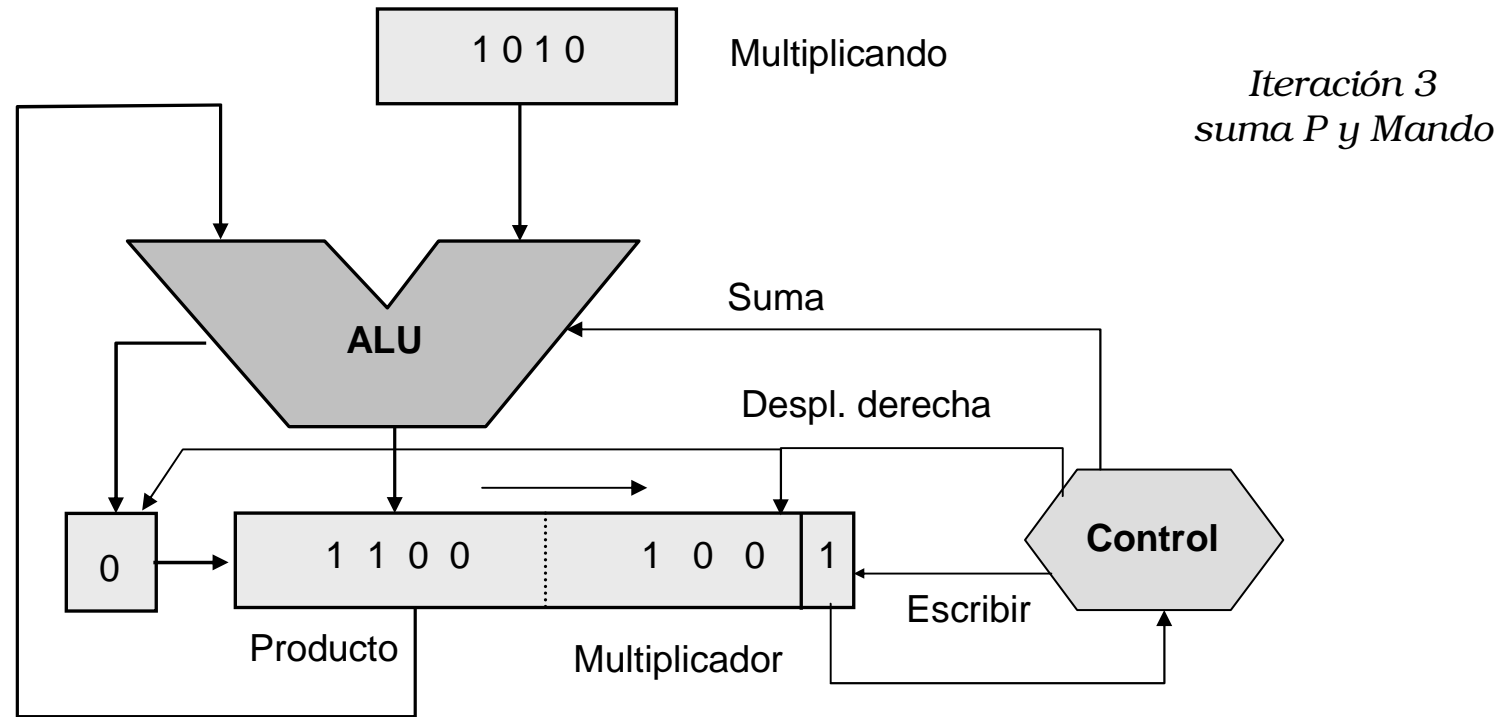 1 0 1 0
Multiplicando
Iteración 3
suma P y Mando
Suma
ALU
Despl. derecha
0
1 1 0 0
1 0 0
1
Control
Escribir
Producto
Multiplicador